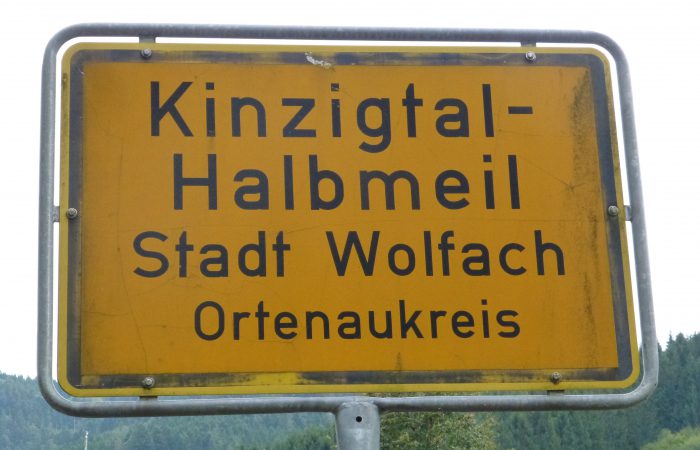 Kinzigtal-
Halbmeil
Stadt Wolfach
Ortenaukreis